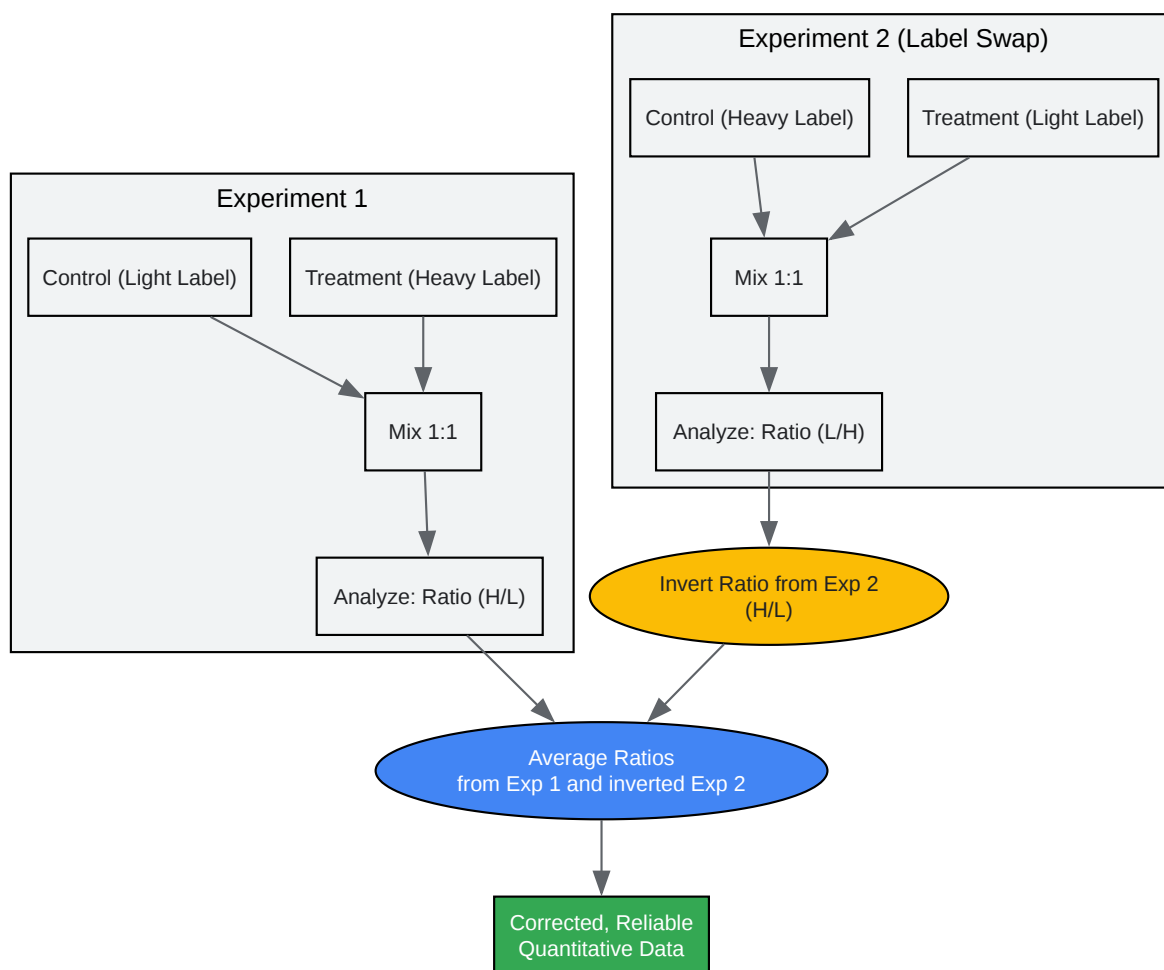 Experiment 2 (Label Swap)
Control (Heavy Label)
Treatment (Light Label)
Mix 1:1
Analyze: Ratio (L/H)
Experiment 1
Control (Light Label)
Treatment (Heavy Label)
Mix 1:1
Analyze: Ratio (H/L)
Invert Ratio from Exp 2
(H/L)
Average Ratios
from Exp 1 and inverted Exp 2
Corrected, Reliable
Quantitative Data